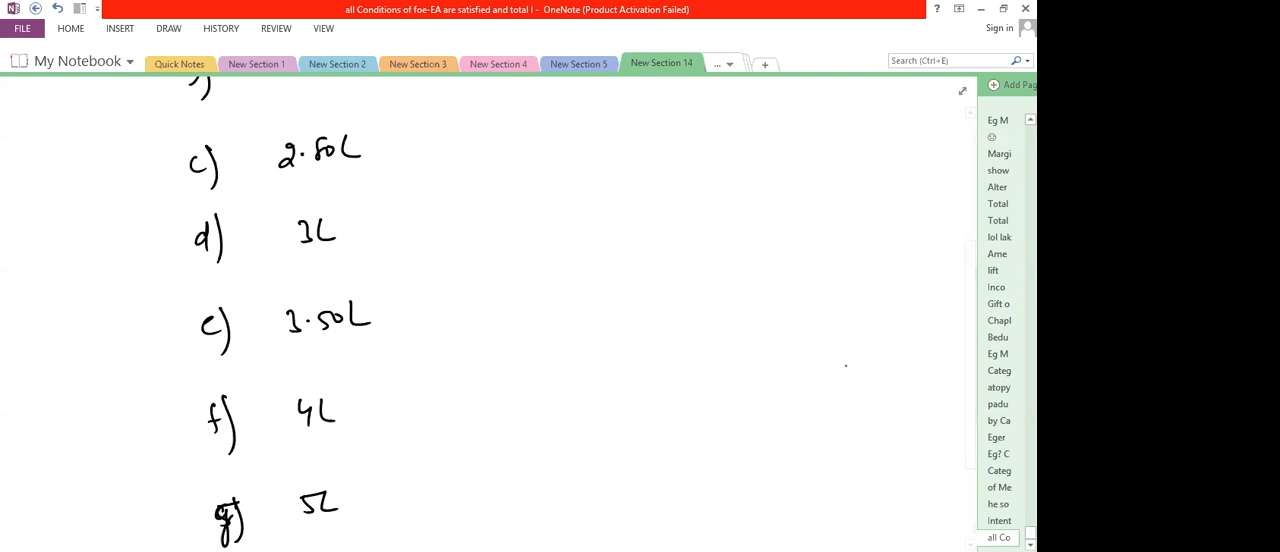 all Conditions of foe-EA are satisfied and total I - OneNote (Product Activation Failed)
Sign in
FILE HOME INSERT DRAW HISTORY REVIEW VIEW
My Notebook Quick Notes New Section 1 New Section 2 New Section 3 New Section 4 New Section 5 New Section 14 ... Search (Ctrl+E)
Add Pag
c) 2.80L
d) 3L
e) 3.50L
f) 4L
g) 5L
Eg M
Margi
show
Alter
Total
Total
lol lak
Ame
lift
Inco
Gift o
Chapl
Bedu
Eg M
Categ
atopy
padu
by Ca
Eger
Eg? C
Categ
of Me
he so
Intent
all Co